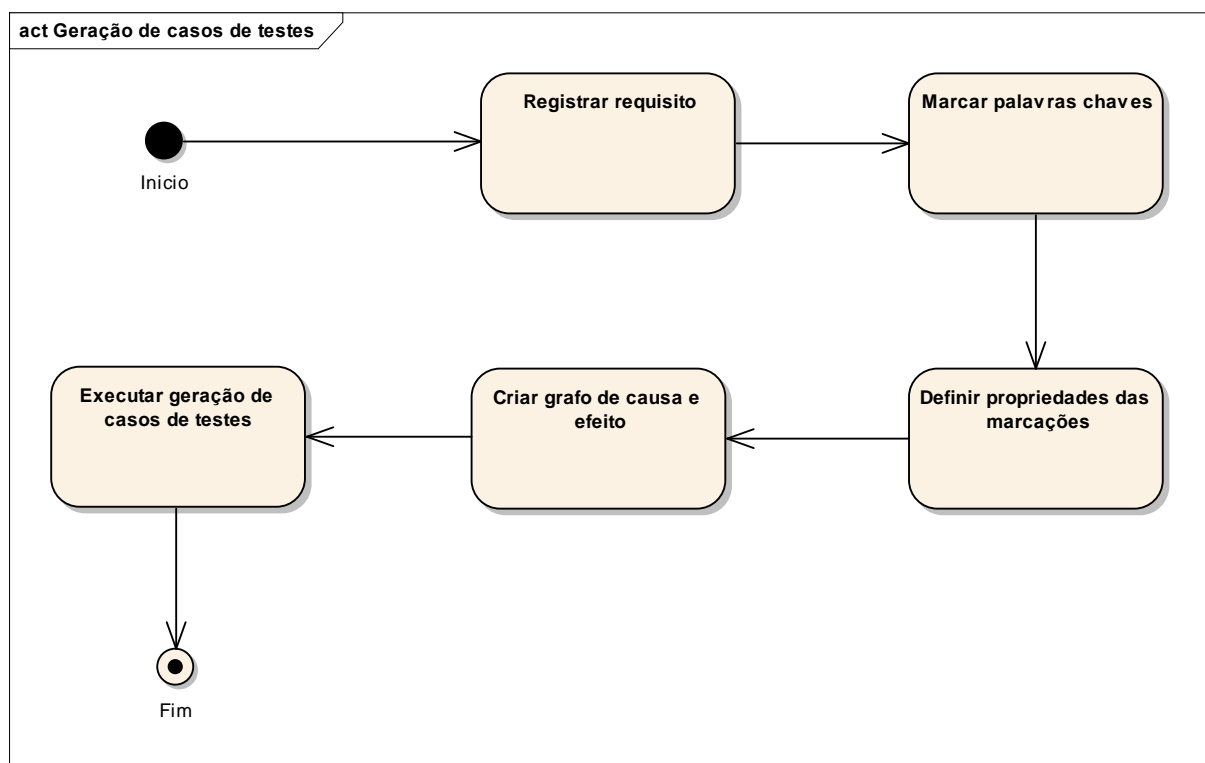 act Geração de casos de testes
Registrar requisito
Marcar palavras chaves
Inicio
Executar geração de
casos de testes
Criar grafo de causa e
efeito
Definir propriedades das
marcações
Fim